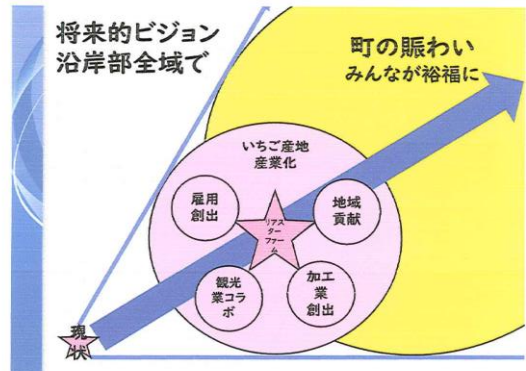 将来的ビジョン
沿岸部全域で
町の賑わい
みんなが裕福に
いちご産地
産業化
雇用
創出
地域
貢献
リアス
ターファー
ム
観光
業コラ
ボ
加工
業創出
現
状